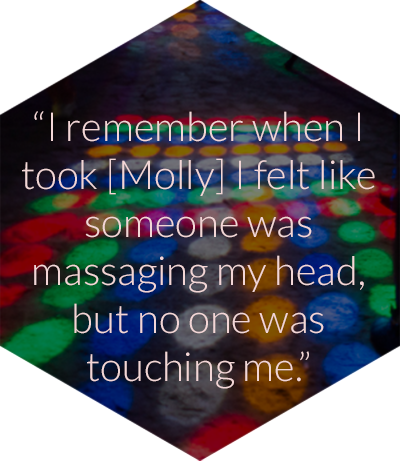 “I remember when I
took [Molly] I felt like
someone was
massaging my head,
but no one was
touching me.”